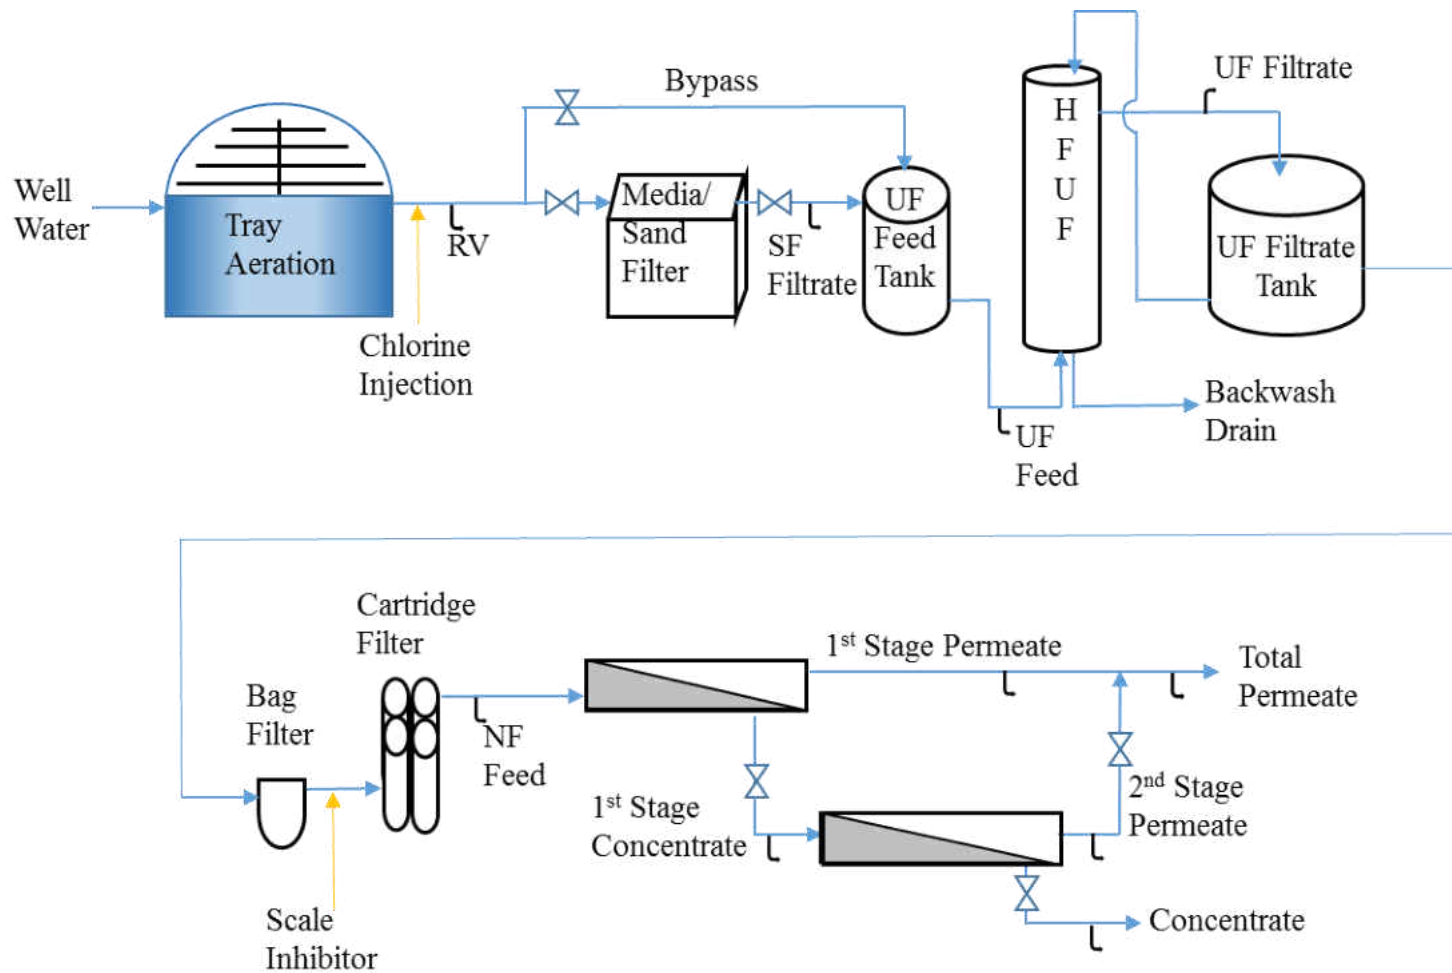 Well
Water
Tray
Aeration
Chlorine
Injection
RV
Bypass
Media/
Sand
Filter
SF
Filtrate
UF
Feed
Tank
UF
Feed
H
F
U
F
UF Filtrate
UF Filtrate
Tank
Backwash
Drain
Bag
Filter
Scale
Inhibitor
Cartridge
Filter
NF
Feed
1st Stage Permeate
Total
Permeate
1st Stage
Concentrate
2nd Stage
Permeate
Concentrate